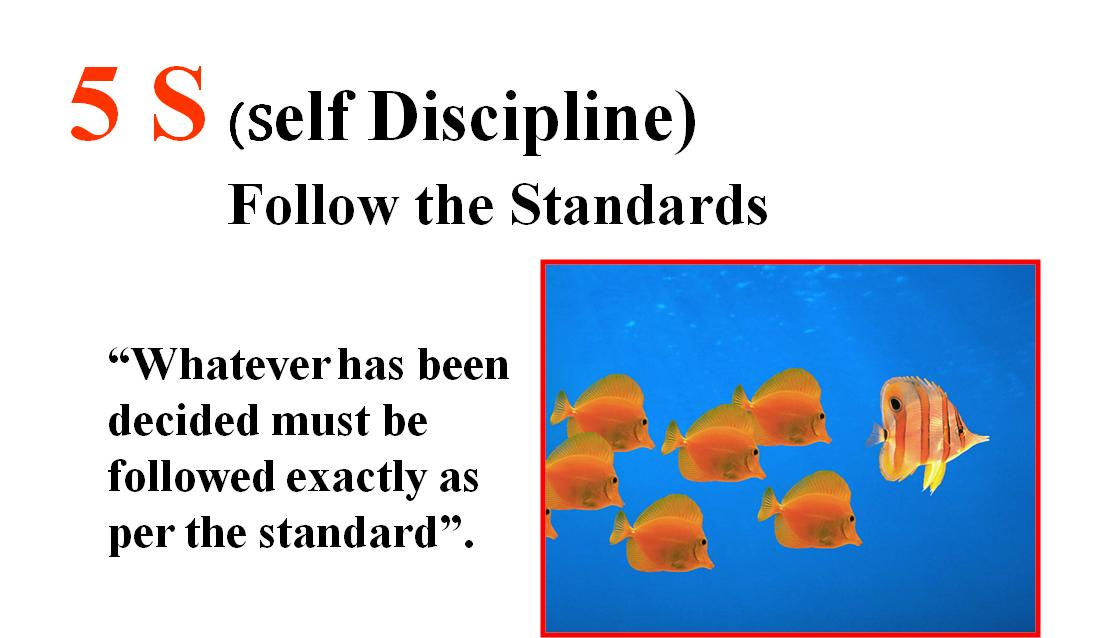 5 S (Self Discipline)
Follow the Standards
“Whatever has been
decided must be
followed exactly as
per the standard”.